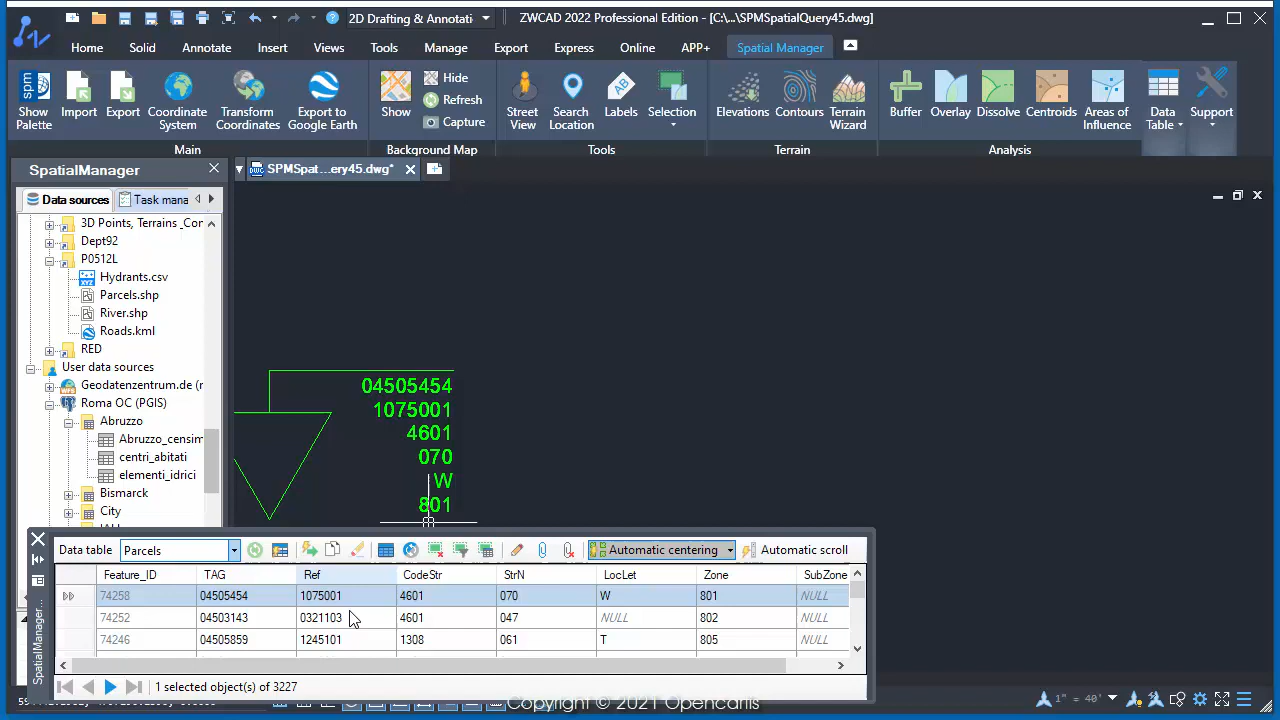 2D Drafting & Annotati
ZWCAD 2022 Professional Edition - [C:\...\SPMSpatialQuery45.dwg]
Home Solid Annotate Insert Views Tools Manage Export Express Online APP+ Spatial Manager
spm
Show Palette
Import
Export
Coordinate System
Transform Coordinates
Export to Google Earth
Show
Hide
Refresh
Capture
Street View
Search Location
Labels
Selection
Elevations
Contours
Terrain Wizard
Buffer
Overlay
Dissolve
Centroids
Areas of Influence
Data Table
Support
Main Background Map Tools Terrain Analysis
SpatialManager
SPMSpat...ery45.dwg*
Data sources Task mana
3D Points, Terrains _Cor
Dept92
P0512L
Hydrants.csv
Parcels.shp
River.shp
Roads.kml
RED
User data sources
Geodatenzentrum.de (r
Roma OC (PGIS)
Abruzzo
Abruzzo_censim
centri_abitati
elementi_idrici
Bismarck
City
04505454
1075001
4601
070
W
801
SpatialManager...
Data table Parcels Automatic centering Automatic scroll
Feature_ID TAG Ref CodeStr StrN LocLet Zone SubZone
74258 04505454 1075001 4601 070 W 801 NULL
74252 04503143 0321103 4601 047 NULL 802 NULL
74246 04505859 1245101 1308 061 T 805 NULL
1 selected object(s) of 3227
1" = 40'
Copyright © 2021 Opencartis